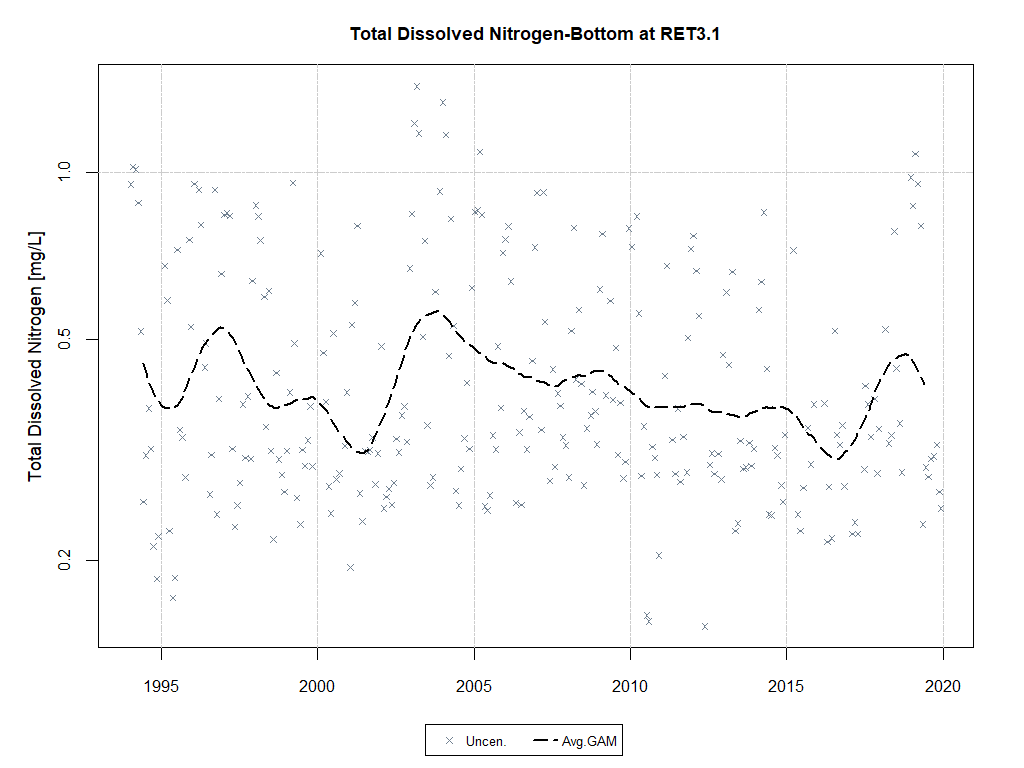 Total Dissolved Nitrogen-Bottom at RET3.1
Total Dissolved Nitrogen [mg/L]
1.0
0.5
0.2
1995 2000 2005 2010 2015 2020
Uncen. Avg.GAM